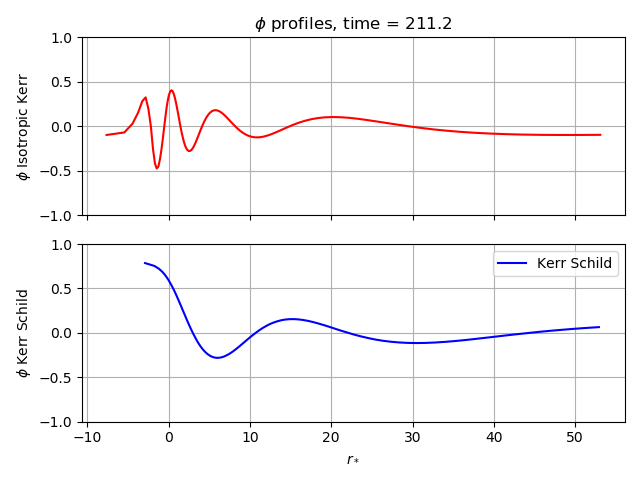 ϕ profiles, time = 211.2
1.0
0.5
0.0
−0.5
−1.0
ϕ Isotropic Kerr
1.0
0.5
0.0
−0.5
−1.0
ϕ Kerr Schild
Kerr Schild
−10 0 10 20 30 40 50
r*